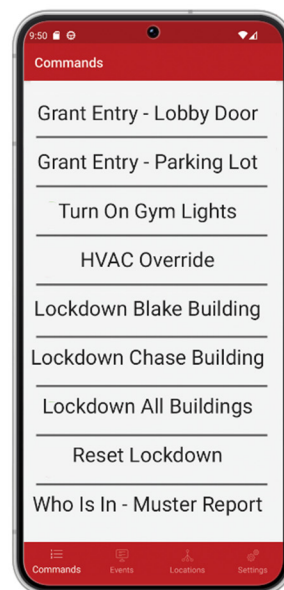 9:50
Commands
Grant Entry - Lobby Door
Grant Entry - Parking Lot
Turn On Gym Lights
HVAC Override
Lockdown Blake Building
Lockdown Chase Building
Lockdown All Buildings
Reset Lockdown
Who Is In - Muster Report
Commands Events Locations Settings